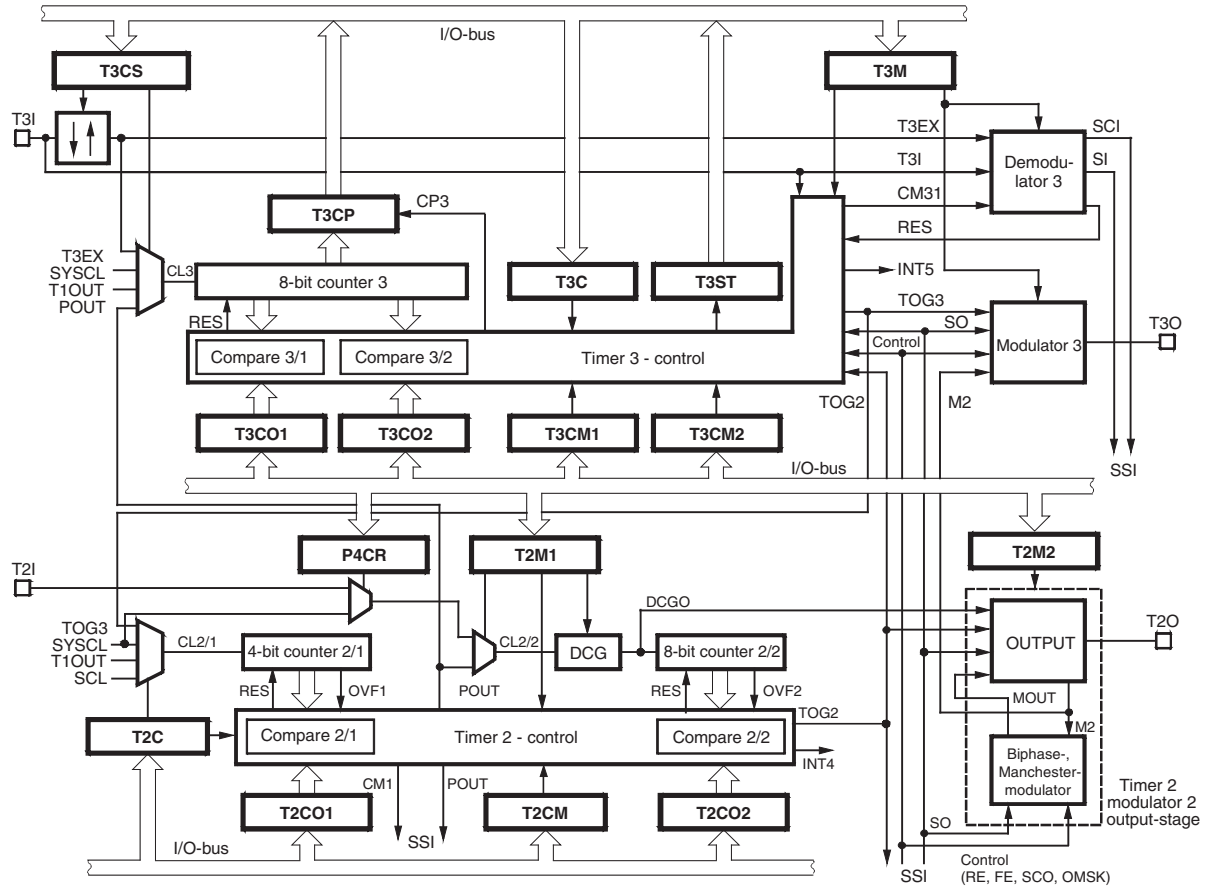 I/O-bus
T3CS
T3M
T3I
T3EX
SCI
T3I
SI
Demodu-
lator 3
CM31
T3CP
CP3
RES
T3EX
SYSCL
T1OUT
POUT
CL3
8-bit counter 3
T3C
T3ST
INT5
RES
TOG3
SO
T3O
Compare 3/1
Compare 3/2
Timer 3 - control
Control
Modulator 3
TOG2
M2
T3CO1
T3CO2
T3CM1
T3CM2
I/O-bus
SSI
P4CR
T2M1
T2M2
T2I
DCGO
TOG3
SYSCL
T1OUT
SCL
CL2/1
4-bit counter 2/1
CL2/2
DCG
8-bit counter 2/2
OUTPUT
T2O
RES
OVF1
POUT
RES
OVF2
MOUT
TOG2
M2
T2C
Compare 2/1
Timer 2 - control
Compare 2/2
INT4
Biphase-,
Manchester-
modulator
CM1
POUT
Timer 2
modulator 2
output-stage
T2CO1
T2CM
T2CO2
SSI
SO
I/O-bus
SSI
Control
(RE, FE, SCO, OMSK)